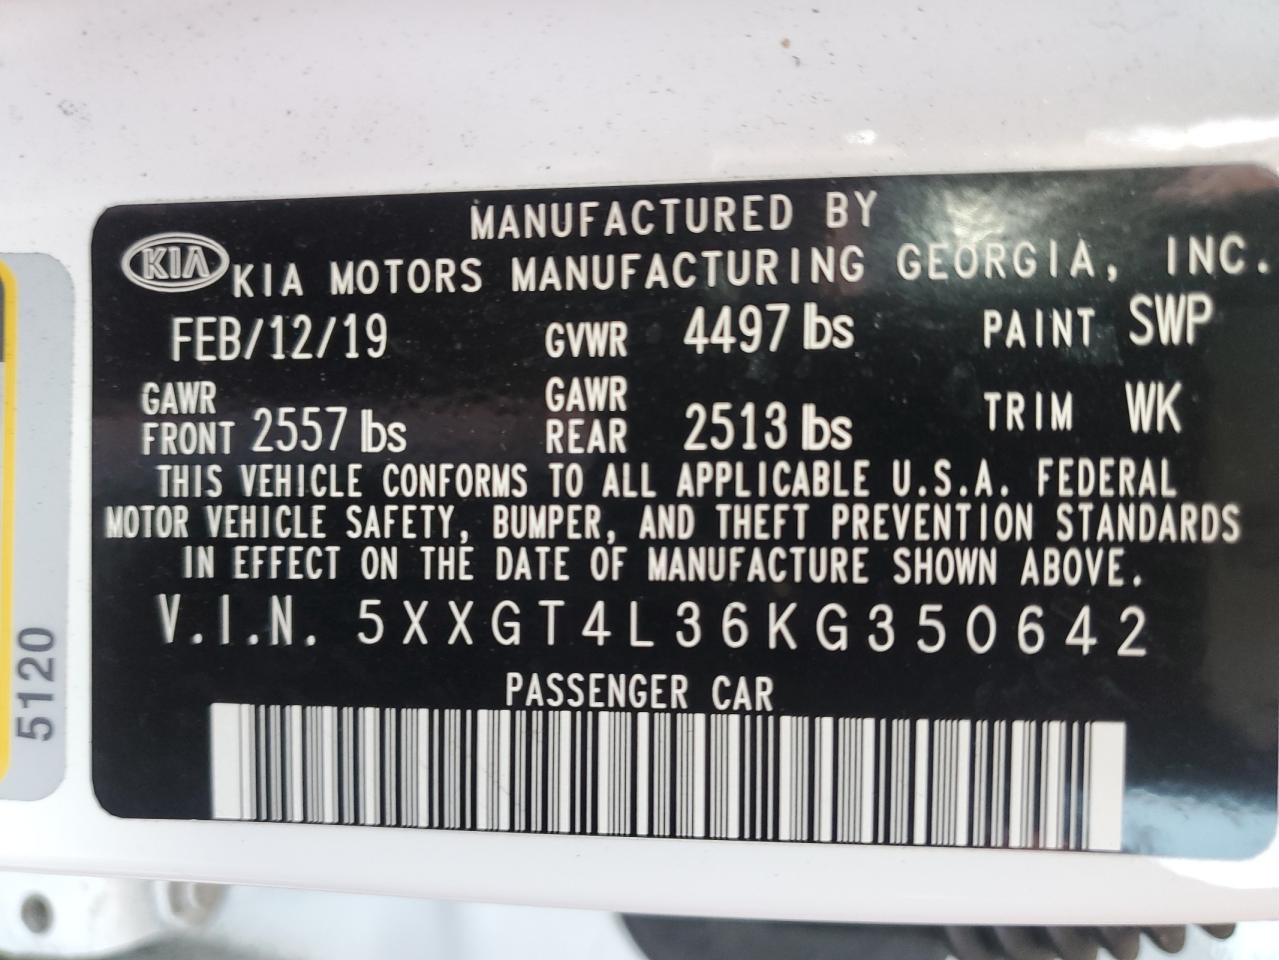 MANUFACTURED BY
KIA KIA MOTORS MANUFACTURING GEORGIA, INC.
FEB/12/19 GVWR 4497 lbs PAINT SWP
GAWR FRONT 2557 lbs GAWR REAR 2513 lbs TRIM WK
THIS VEHICLE CONFORMS TO ALL APPLICABLE U.S.A. FEDERAL
MOTOR VEHICLE SAFETY, BUMPER, AND THEFT PREVENTION STANDARDS
IN EFFECT ON THE DATE OF MANUFACTURE SHOWN ABOVE.
V.I.N. 5XXGT4L36KG350642
PASSENGER CAR
5120